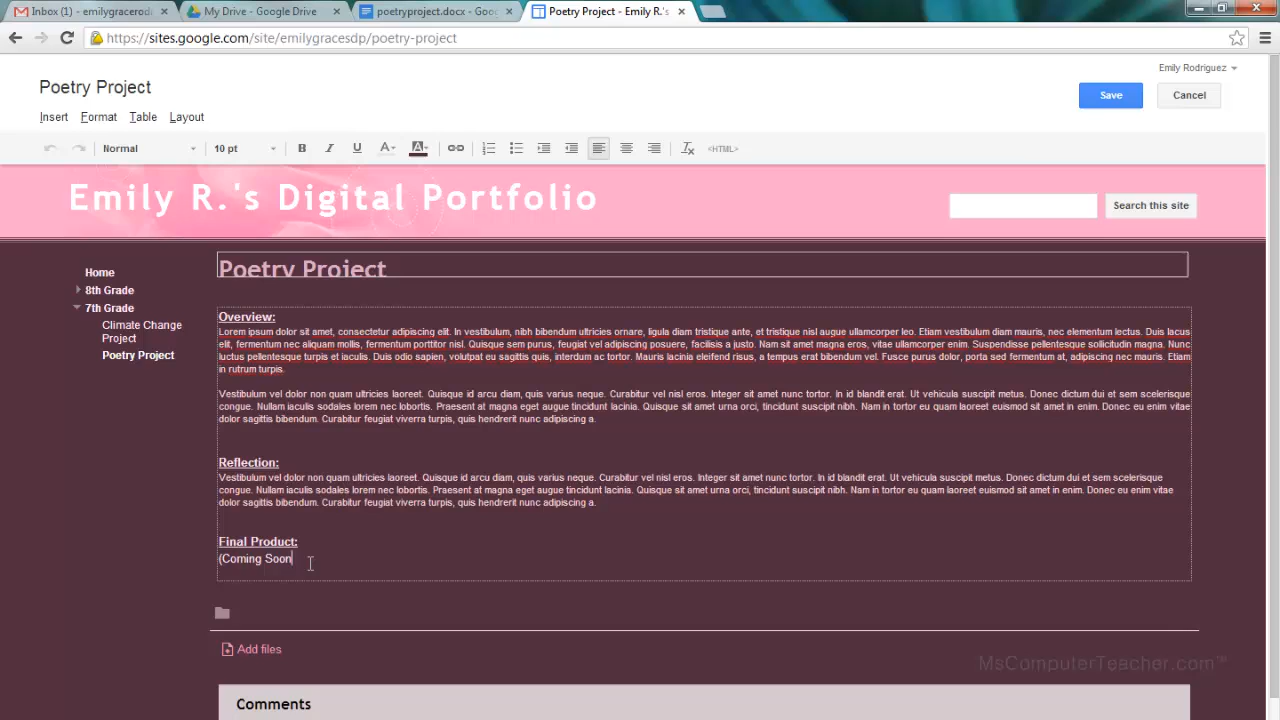 Inbox (1) - emilygracerod
My Drive - Google Drive
poetryproject.docx - Goo
Poetry Project - Emily R.'s
https://sites.google.com/site/emilygracesdp/poetry-project
Emily Rodriguez
Poetry Project
Save
Cancel
Insert Format Table Layout
Normal 10 pt B I U A A <HTML>
Emily R.'s Digital Portfolio
Search this site
Home
8th Grade
7th Grade
Climate Change
Project
Poetry Project
Poetry Project
Overview:
Lorem ipsum dolor sit amet, consectetur adipiscing elit. In vestibulum, nibh bibendum ultricies ornare, ligula diam tristique ante, et tristique nisl augue ullamcorper leo. Etiam vestibulum diam mauris, nec elementum lectus. Duis lacus
elit, fermentum nec aliquam mollis, fermentum porttitor nisl. Quisque sem purus, feugiat vel adipiscing posuere, facilisis a justo. Nam sit amet magna eros, vitae ullamcorper enim. Suspendisse pellentesque sollicitudin magna. Nunc
luctus pellentesque turpis et iaculis. Duis odio sapien, volutpat eu sagittis quis, interdum ac tortor. Mauris lacinia eleifend risus, a tempus erat bibendum vel. Fusce purus dolor, porta sed fermentum at, adipiscing nec mauris. Etiam
in rutrum turpis.
Vestibulum vel dolor non quam ultricies laoreet. Quisque id arcu diam, quis varius neque. Curabitur vel nisl eros. Integer sit amet nunc tortor. In id blandit erat. Ut vehicula suscipit metus. Donec dictum dui et sem scelerisque
congue. Nullam iaculis sodales lorem nec lobortis. Praesent at magna eget augue tincidunt lacinia. Quisque sit amet urna orci, tincidunt suscipit nibh. Nam in tortor eu quam laoreet euismod sit amet in enim. Donec eu enim vitae
dolor sagittis bibendum. Curabitur feugiat viverra turpis, quis hendrerit nunc adipiscing a.
Reflection:
Vestibulum vel dolor non quam ultricies laoreet. Quisque id arcu diam, quis varius neque. Curabitur vel nisl eros. Integer sit amet nunc tortor. In id blandit erat. Ut vehicula suscipit metus. Donec dictum dui et sem scelerisque
congue. Nullam iaculis sodales lorem nec lobortis. Praesent at magna eget augue tincidunt lacinia. Quisque sit amet urna orci, tincidunt suscipit nibh. Nam in tortor eu quam laoreet euismod sit amet in enim. Donec eu enim vitae
dolor sagittis bibendum. Curabitur feugiat viverra turpis, quis hendrerit nunc adipiscing a.
Final Product:
(Coming Soon
Add files
MsComputerTeacher.com™
Comments